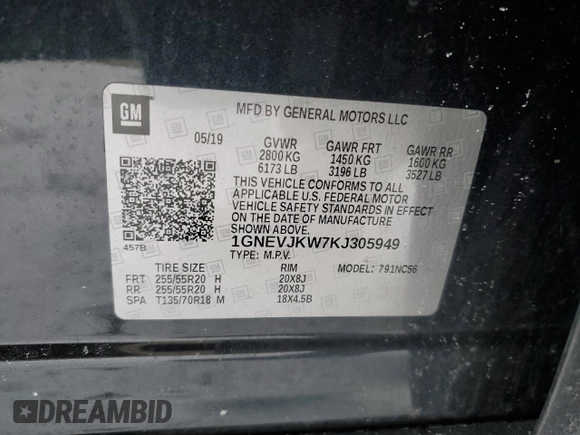 GM
MFD BY GENERAL MOTORS LLC
05/19 GVWR GAWR FRT GAWR RR
2800 KG 1450 KG 1600 KG
6173 LB 3196 LB 3527 LB
THIS VEHICLE CONFORMS TO ALL
APPLICABLE U.S. FEDERAL MOTOR
VEHICLE SAFETY STANDARDS IN EFFECT
ON THE DATE OF MANUFACTURE
SHOWN ABOVE.
1GNEVJKW7KJ305949
457B
TYPE: M.P.V.
MODEL: 791NC56
TIRE SIZE RIM
FRT 255/55R20 H 20X8J
RR 255/55R20 H 20X8J
SPA T135/70R18 M 18X4.5B
DREAMBID